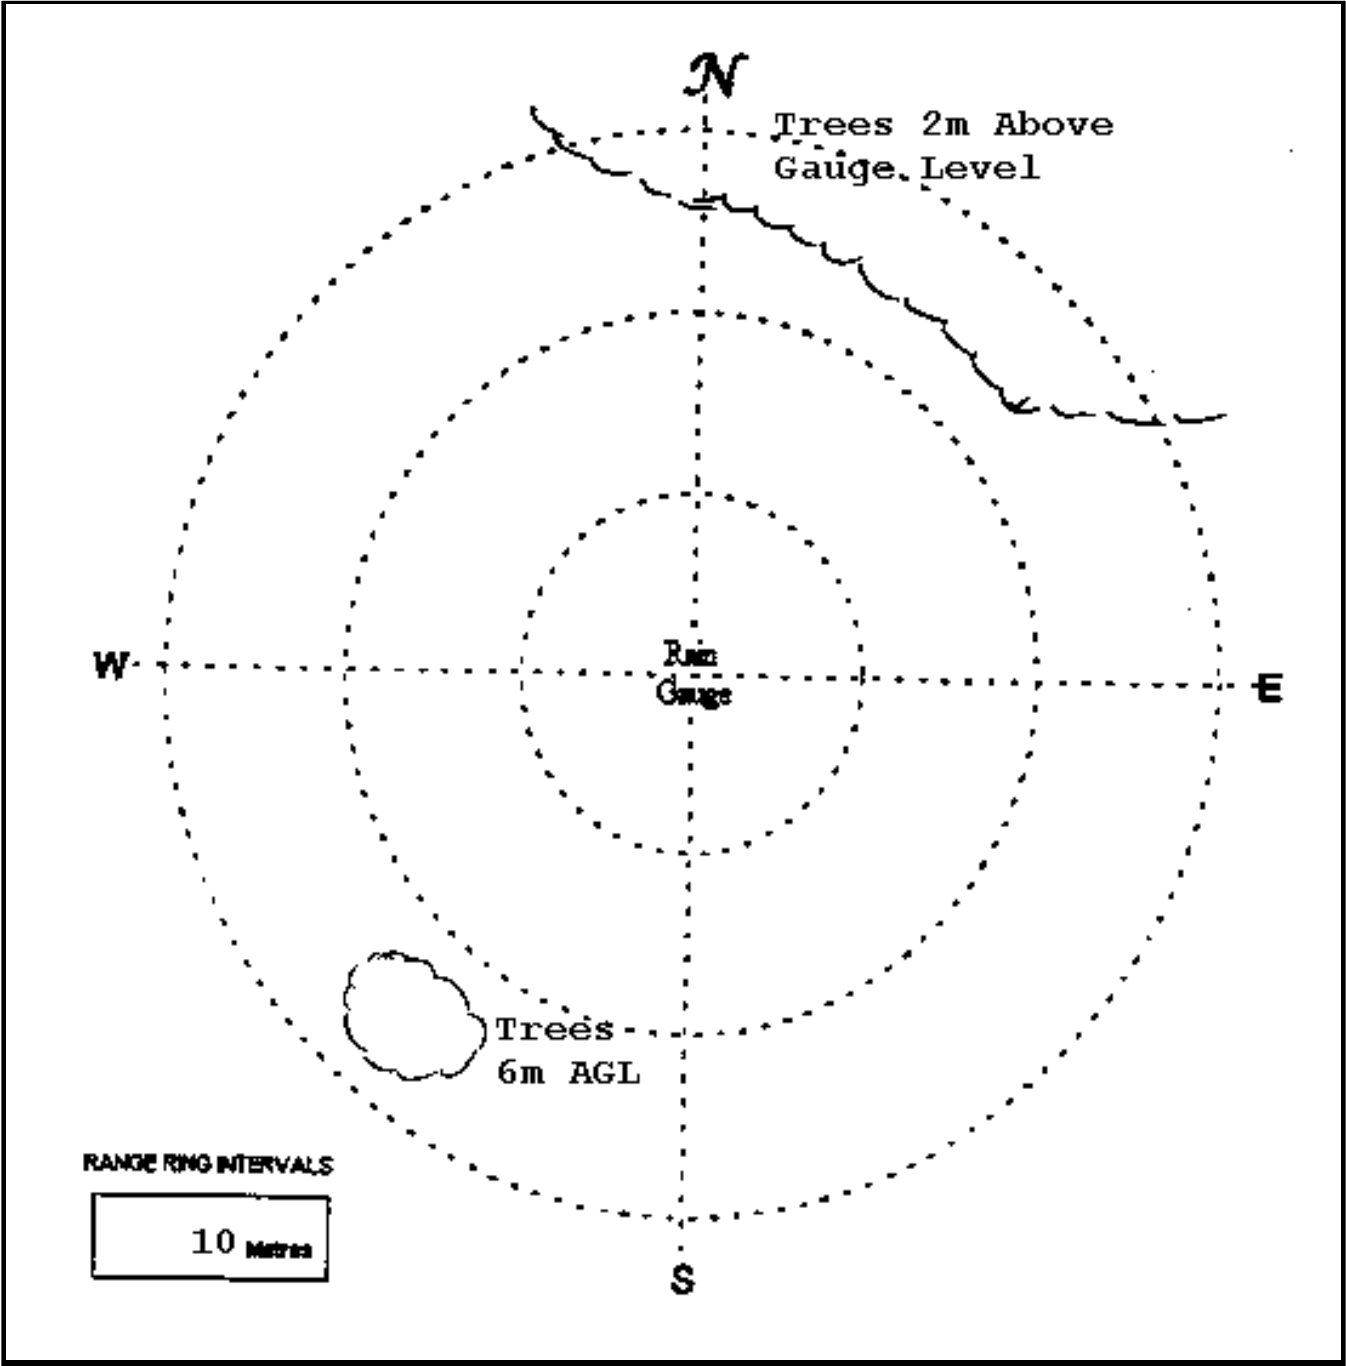 N
Trees 2m Above
Gauge Level
W
Rain
Gauge
E
Trees
6m AGL
RANGE RING INTERVALS
10 Metres
S